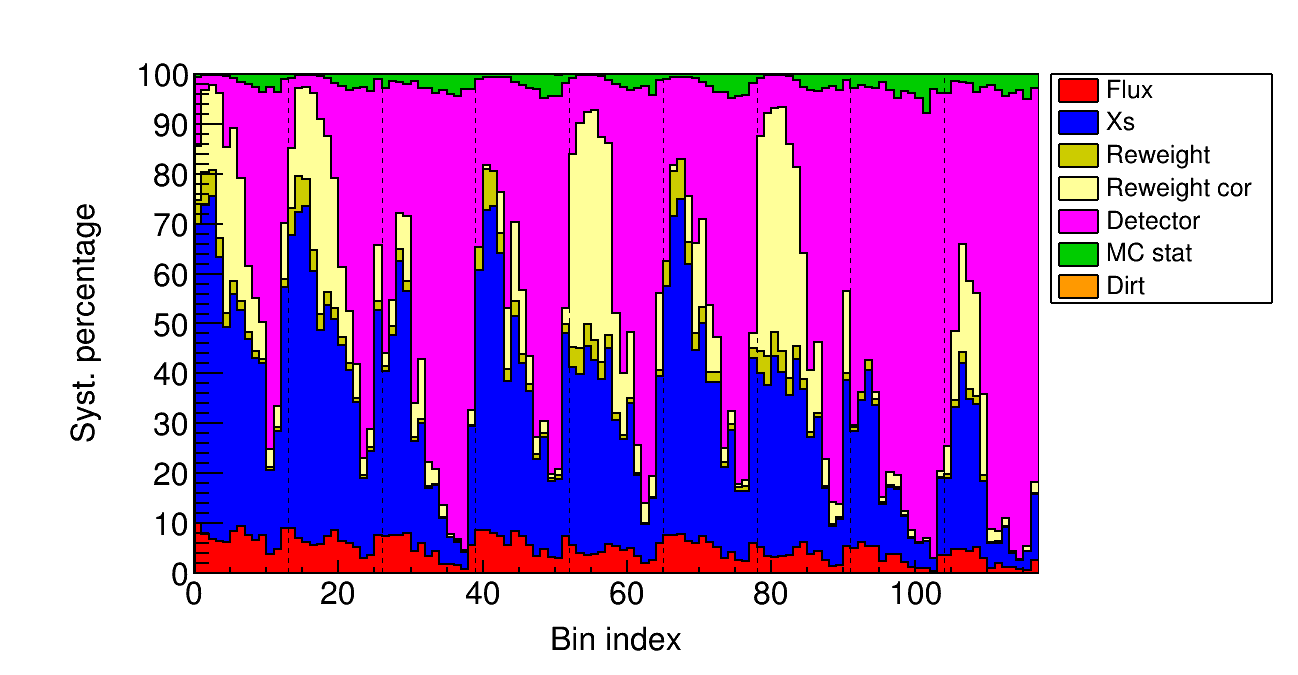 100
90
80
70
60
50
40
30
20
10
0
Syst. percentage
0 20 40 60 80 100
Bin index
Flux
Xs
Reweight
Reweight cor
Detector
MC stat
Dirt